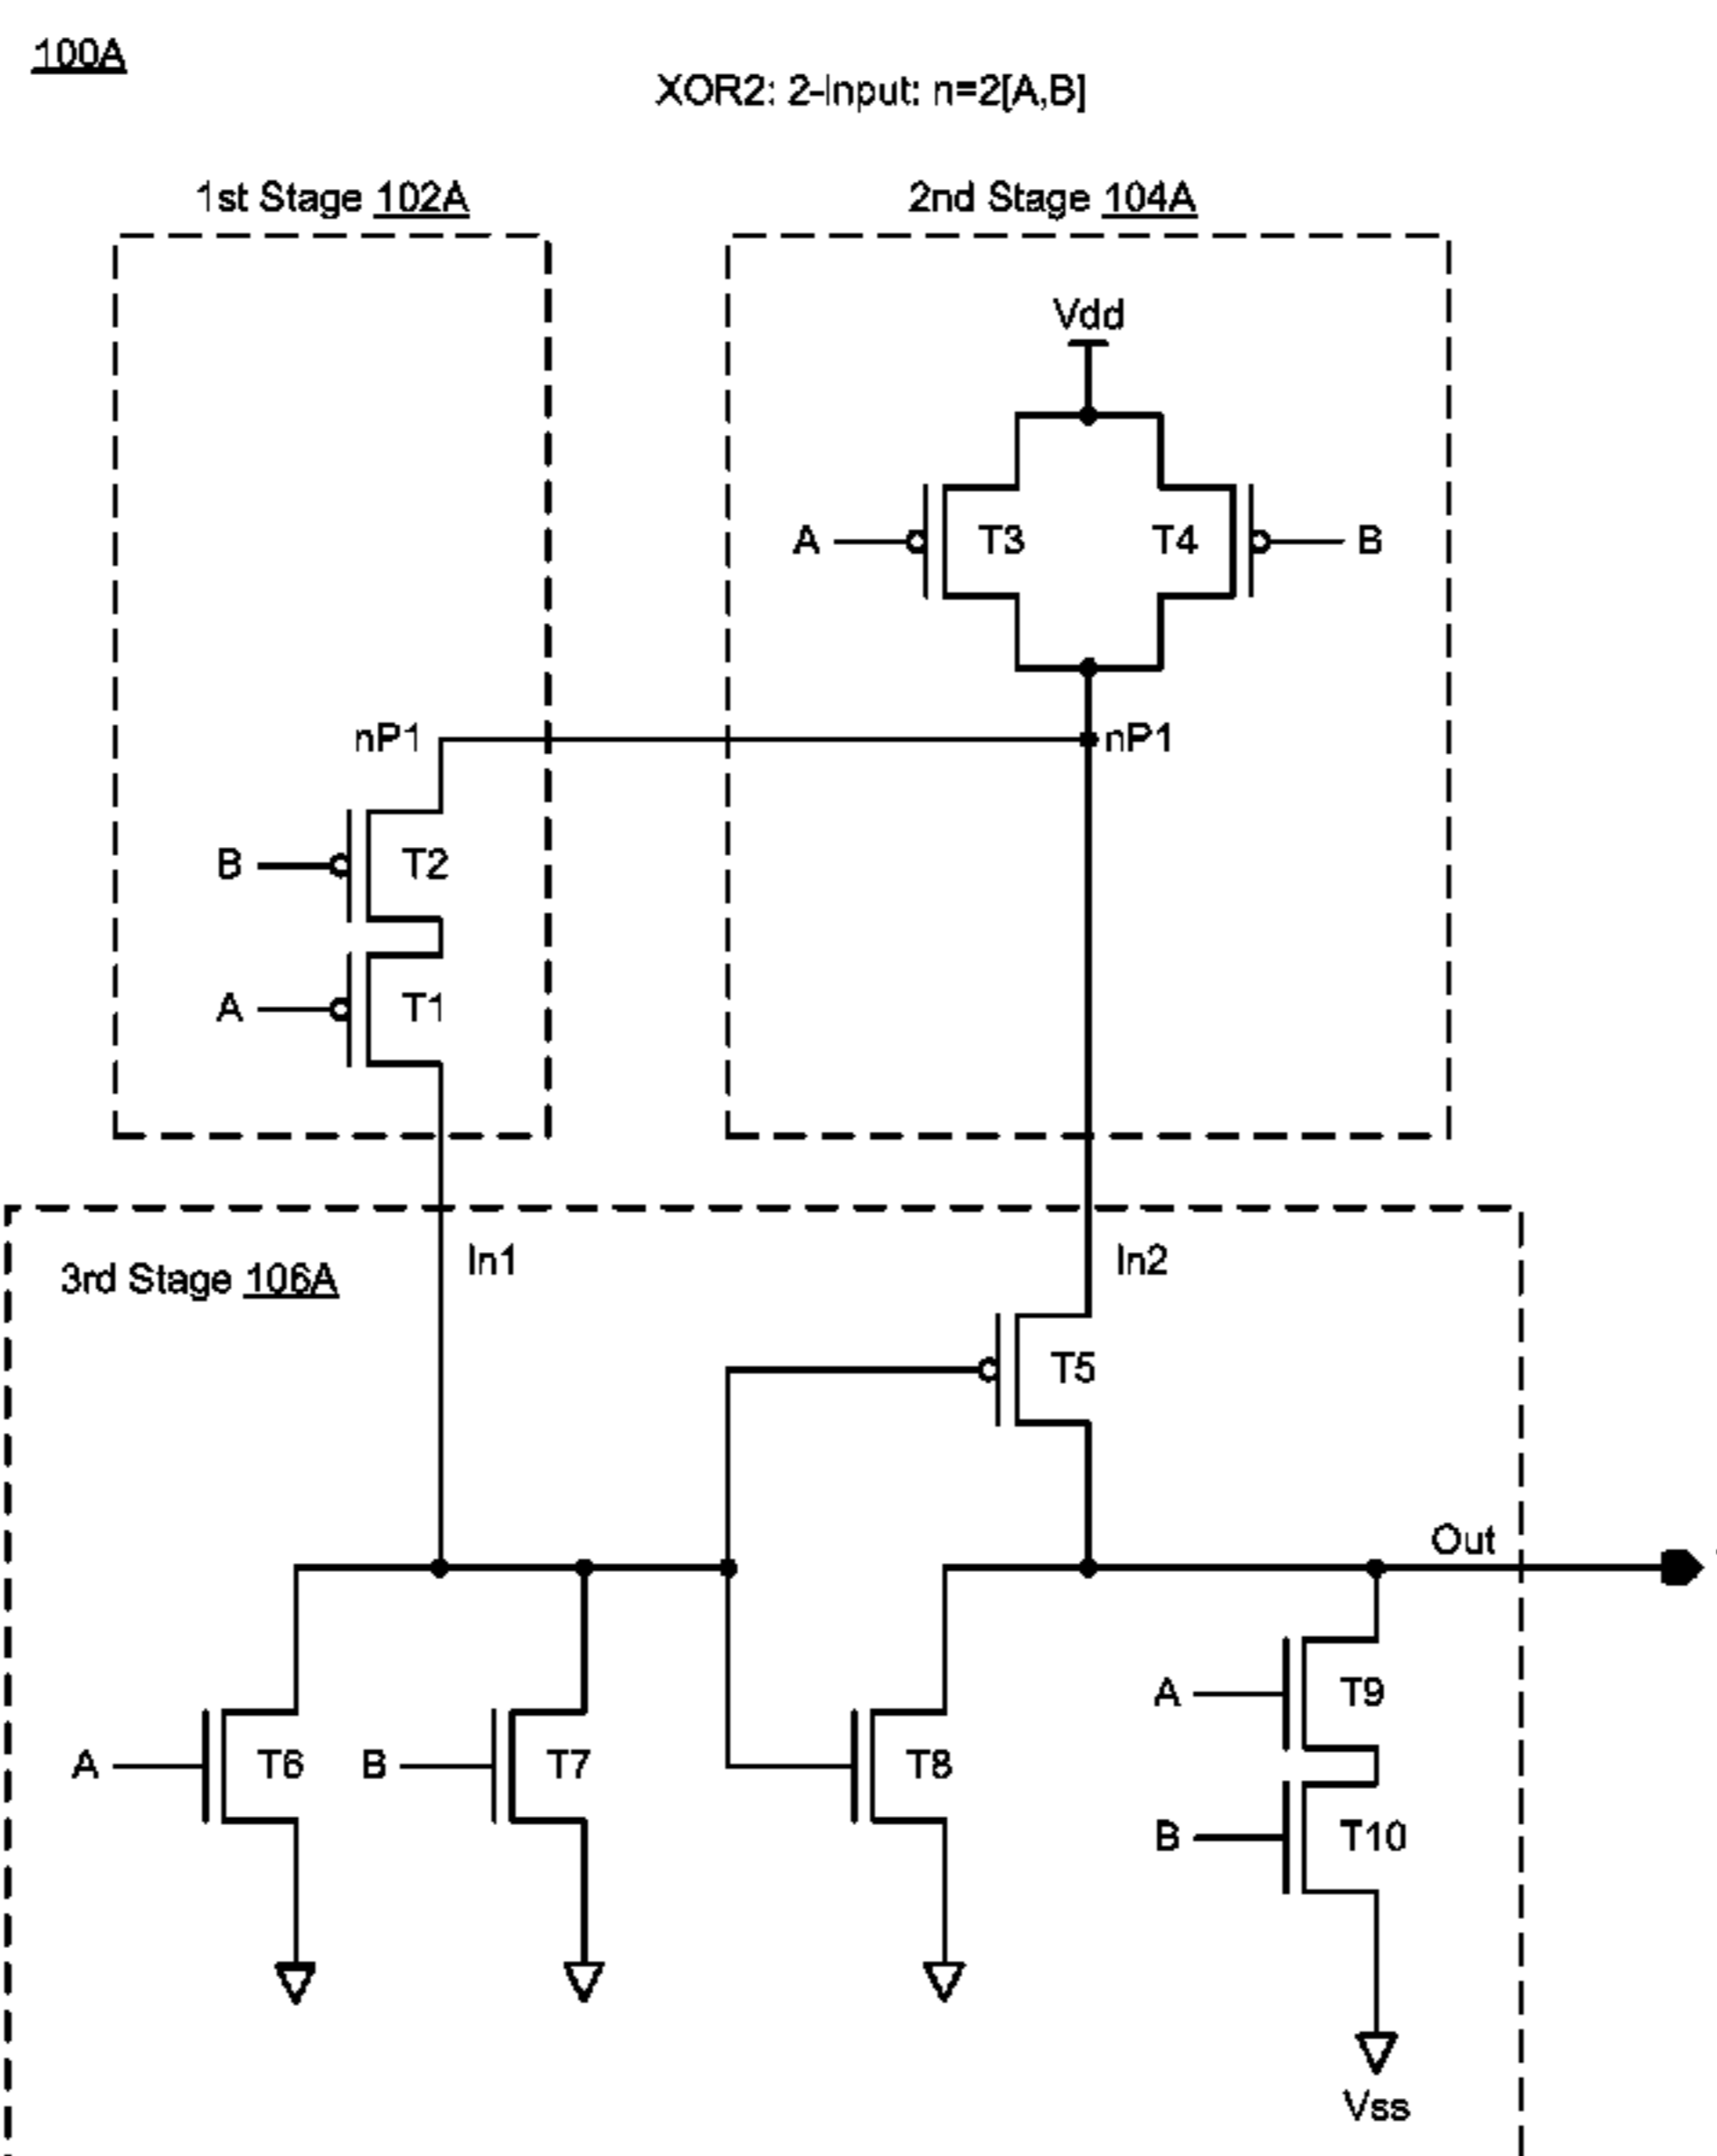 100A
XOR2: 2-Input: n=2[A,B]
1st Stage 102A
2nd Stage 104A
Vdd
A
T3
T4
B
nP1
nP1
B
T2
A
T1
In1
In2
3rd Stage 106A
T5
Out
A
T9
A
T6
B
T7
T8
B
T10
Vss